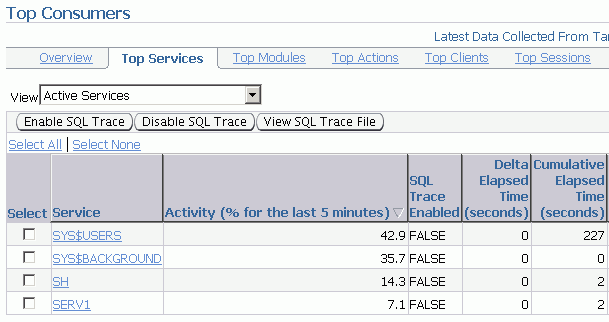 Top Consumers
Latest Data Collected From
Overview Top Services Top Modules Top Actions Top Clients Top Sessions
View Active Services
Enable SQL Trace Disable SQL Trace View SQL Trace File
Select All Select None
Select Service Activity (% for the last 5 minutes) SQL Trace Enabled Delta Elapsed Time (seconds) Cumulative Elapsed Time (seconds)
SYS$USERS 42.9 FALSE 0 227
SYS$BACKGROUND 35.7 FALSE 0 0
SH 14.3 FALSE 0 2
SERV1 7.1 FALSE 0 2